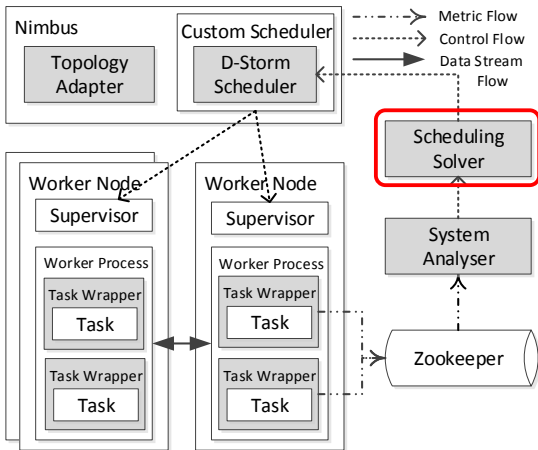 Nimbus
Topology
Adapter
Custom Scheduler
D-Storm
Scheduler
Metric Flow
Control Flow
Data Stream
Flow
Scheduling
Solver
System
Analyser
Zookeeper
Worker Node
Supervisor
Worker Process
Task Wrapper
Task
Task Wrapper
Task
Worker Node
Supervisor
Worker Process
Task Wrapper
Task
Task Wrapper
Task